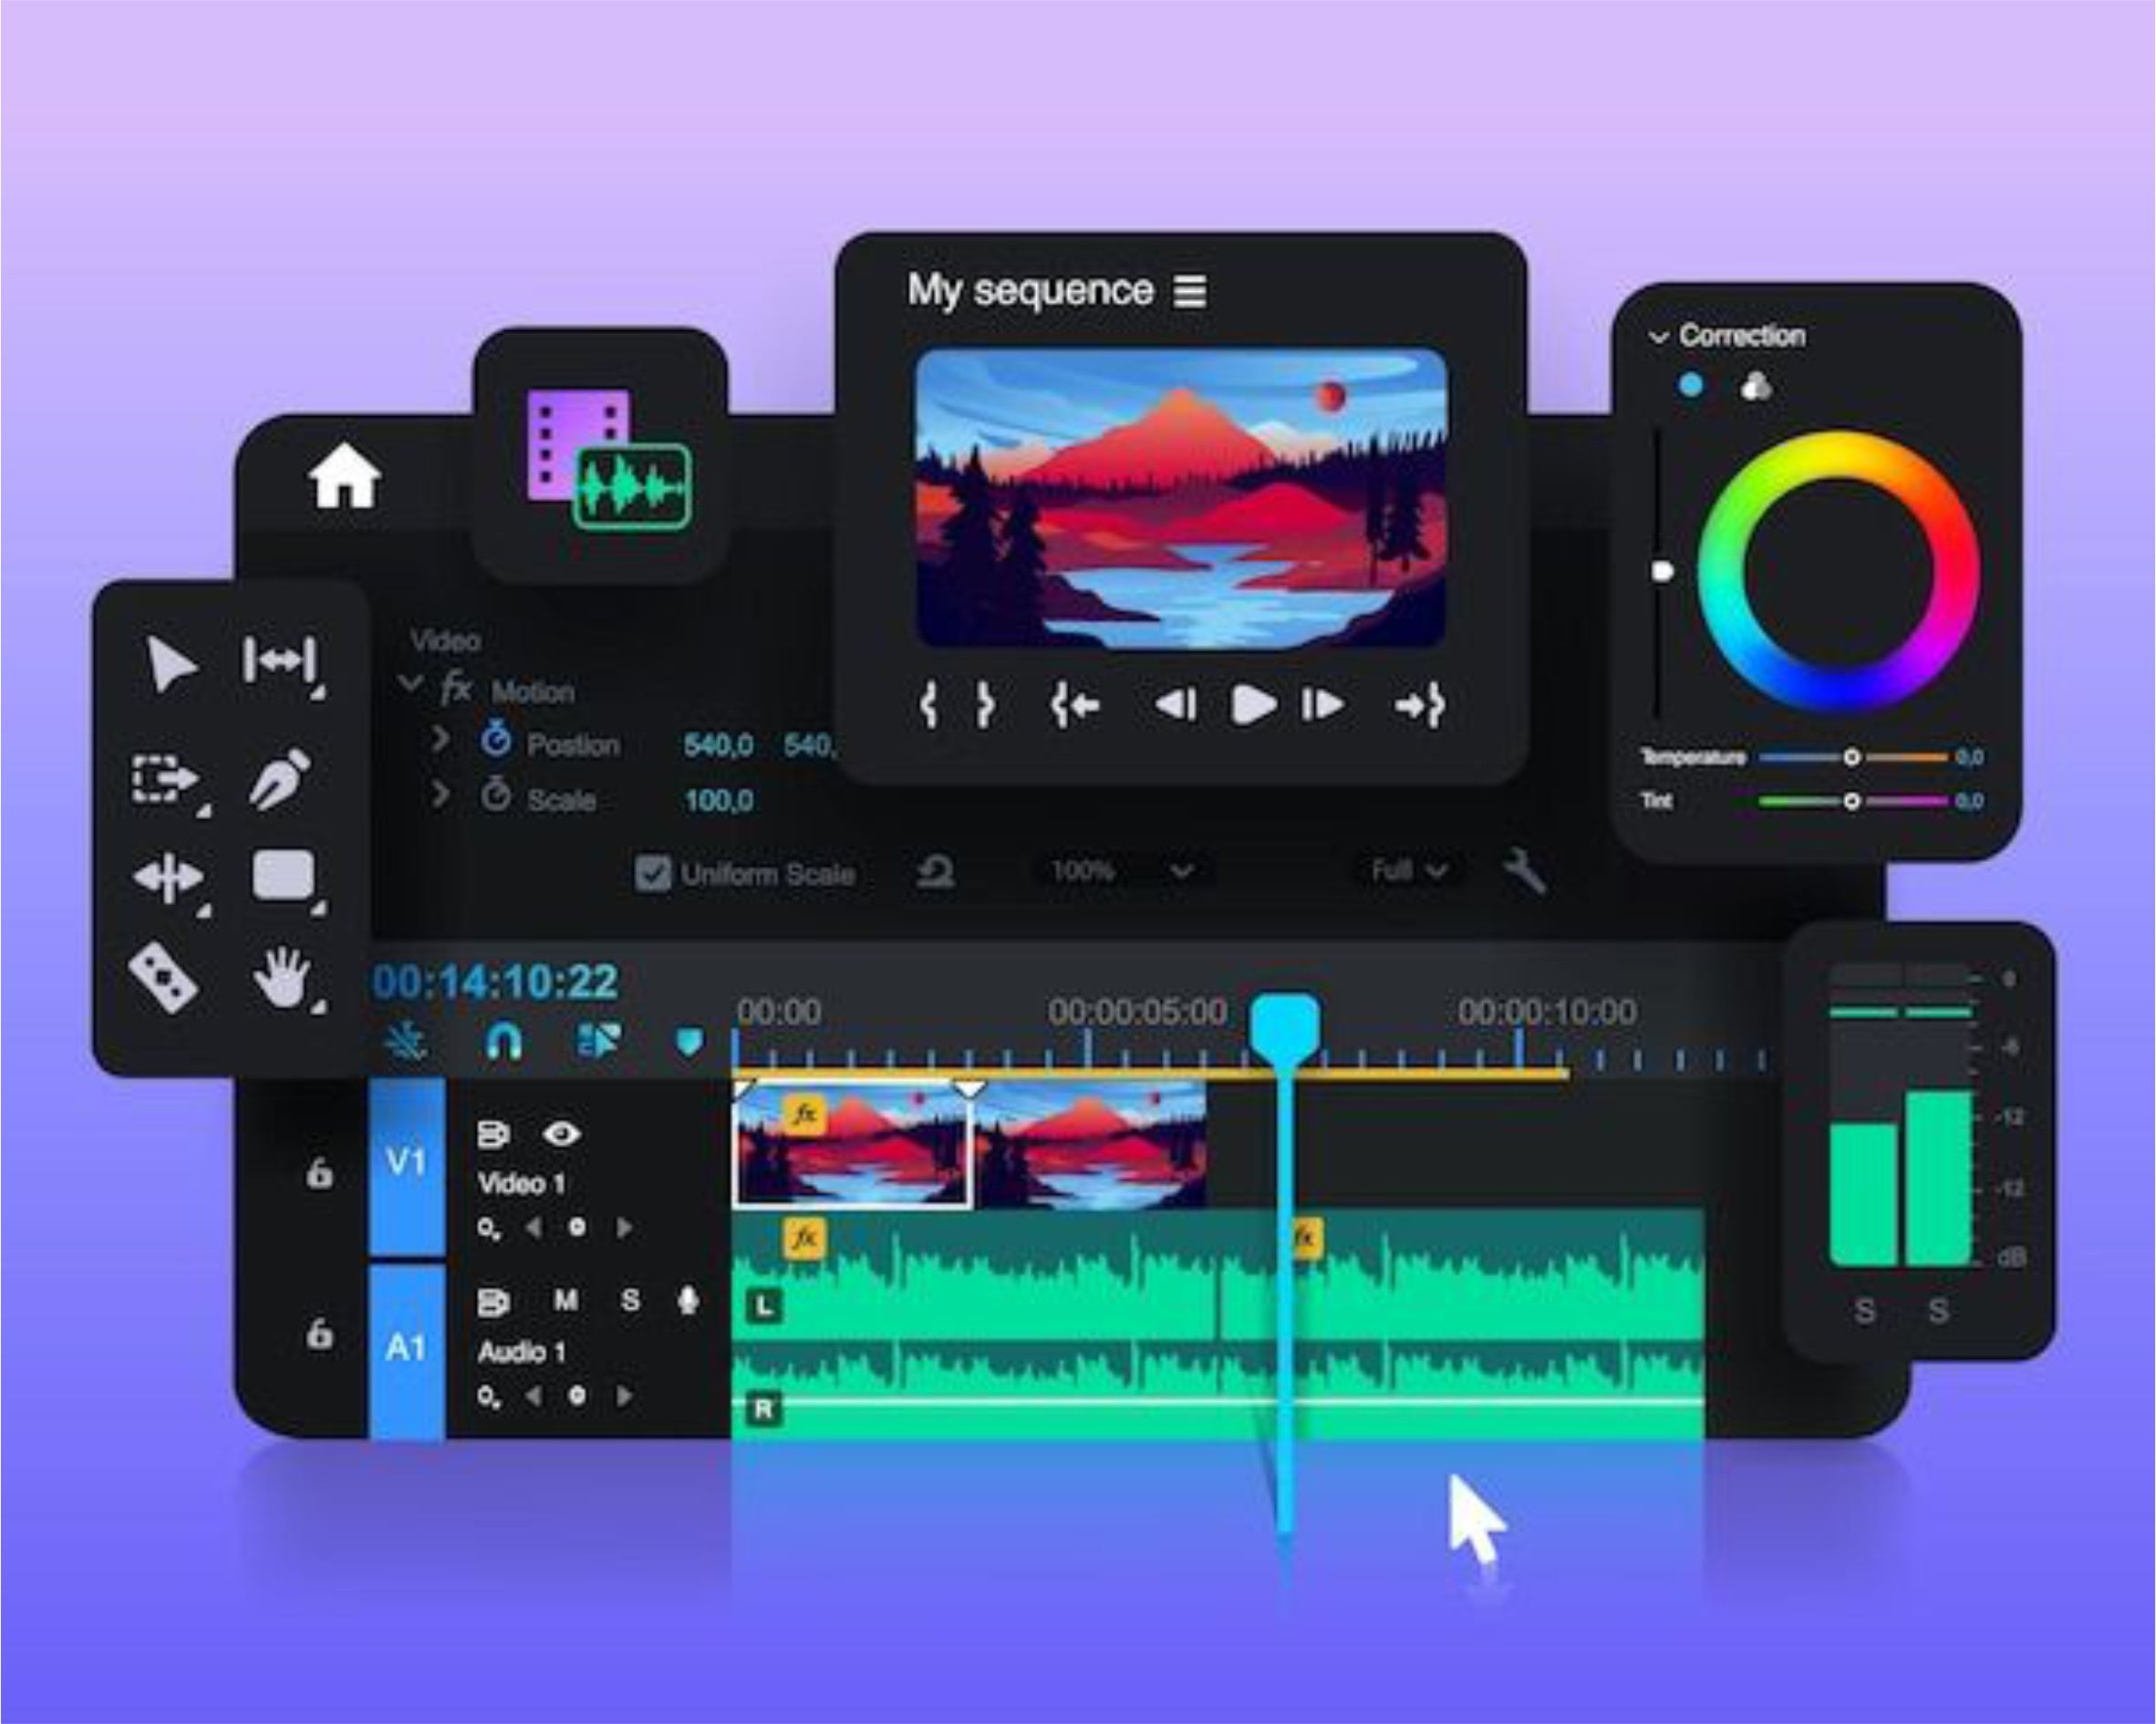 My sequence
Correction
Video
fx Motion
Postion 540,0 540,
Scale 100,0
Temperature 0,0
Tint 0,0
Uniform Scale 100% Full
00:14:10:22
00:00 00:00:05:00 00:00:10:00
0
-6
-12
-12
dB
S S
V1
Video 1
fx
fx fx
A1
M S
Audio 1
L
R